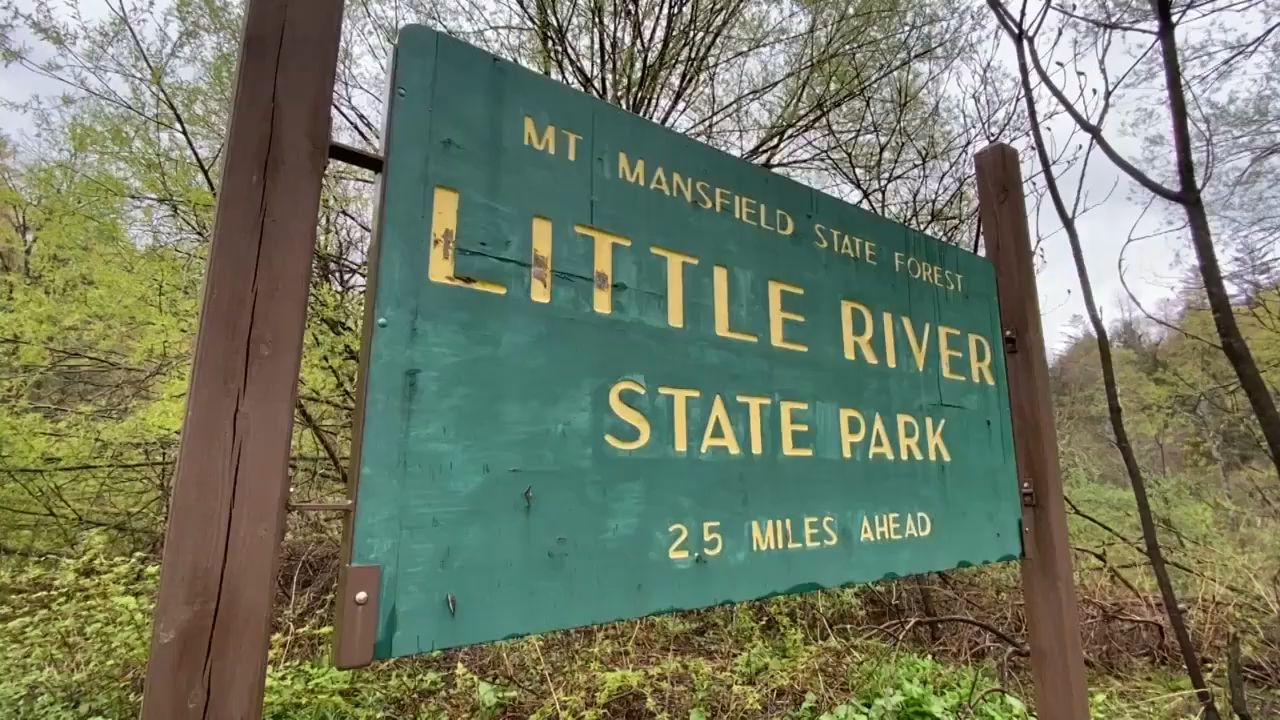 MT MANSFIELD STATE FOREST
LITTLE RIVER
STATE PARK
2.5 MILES AHEAD